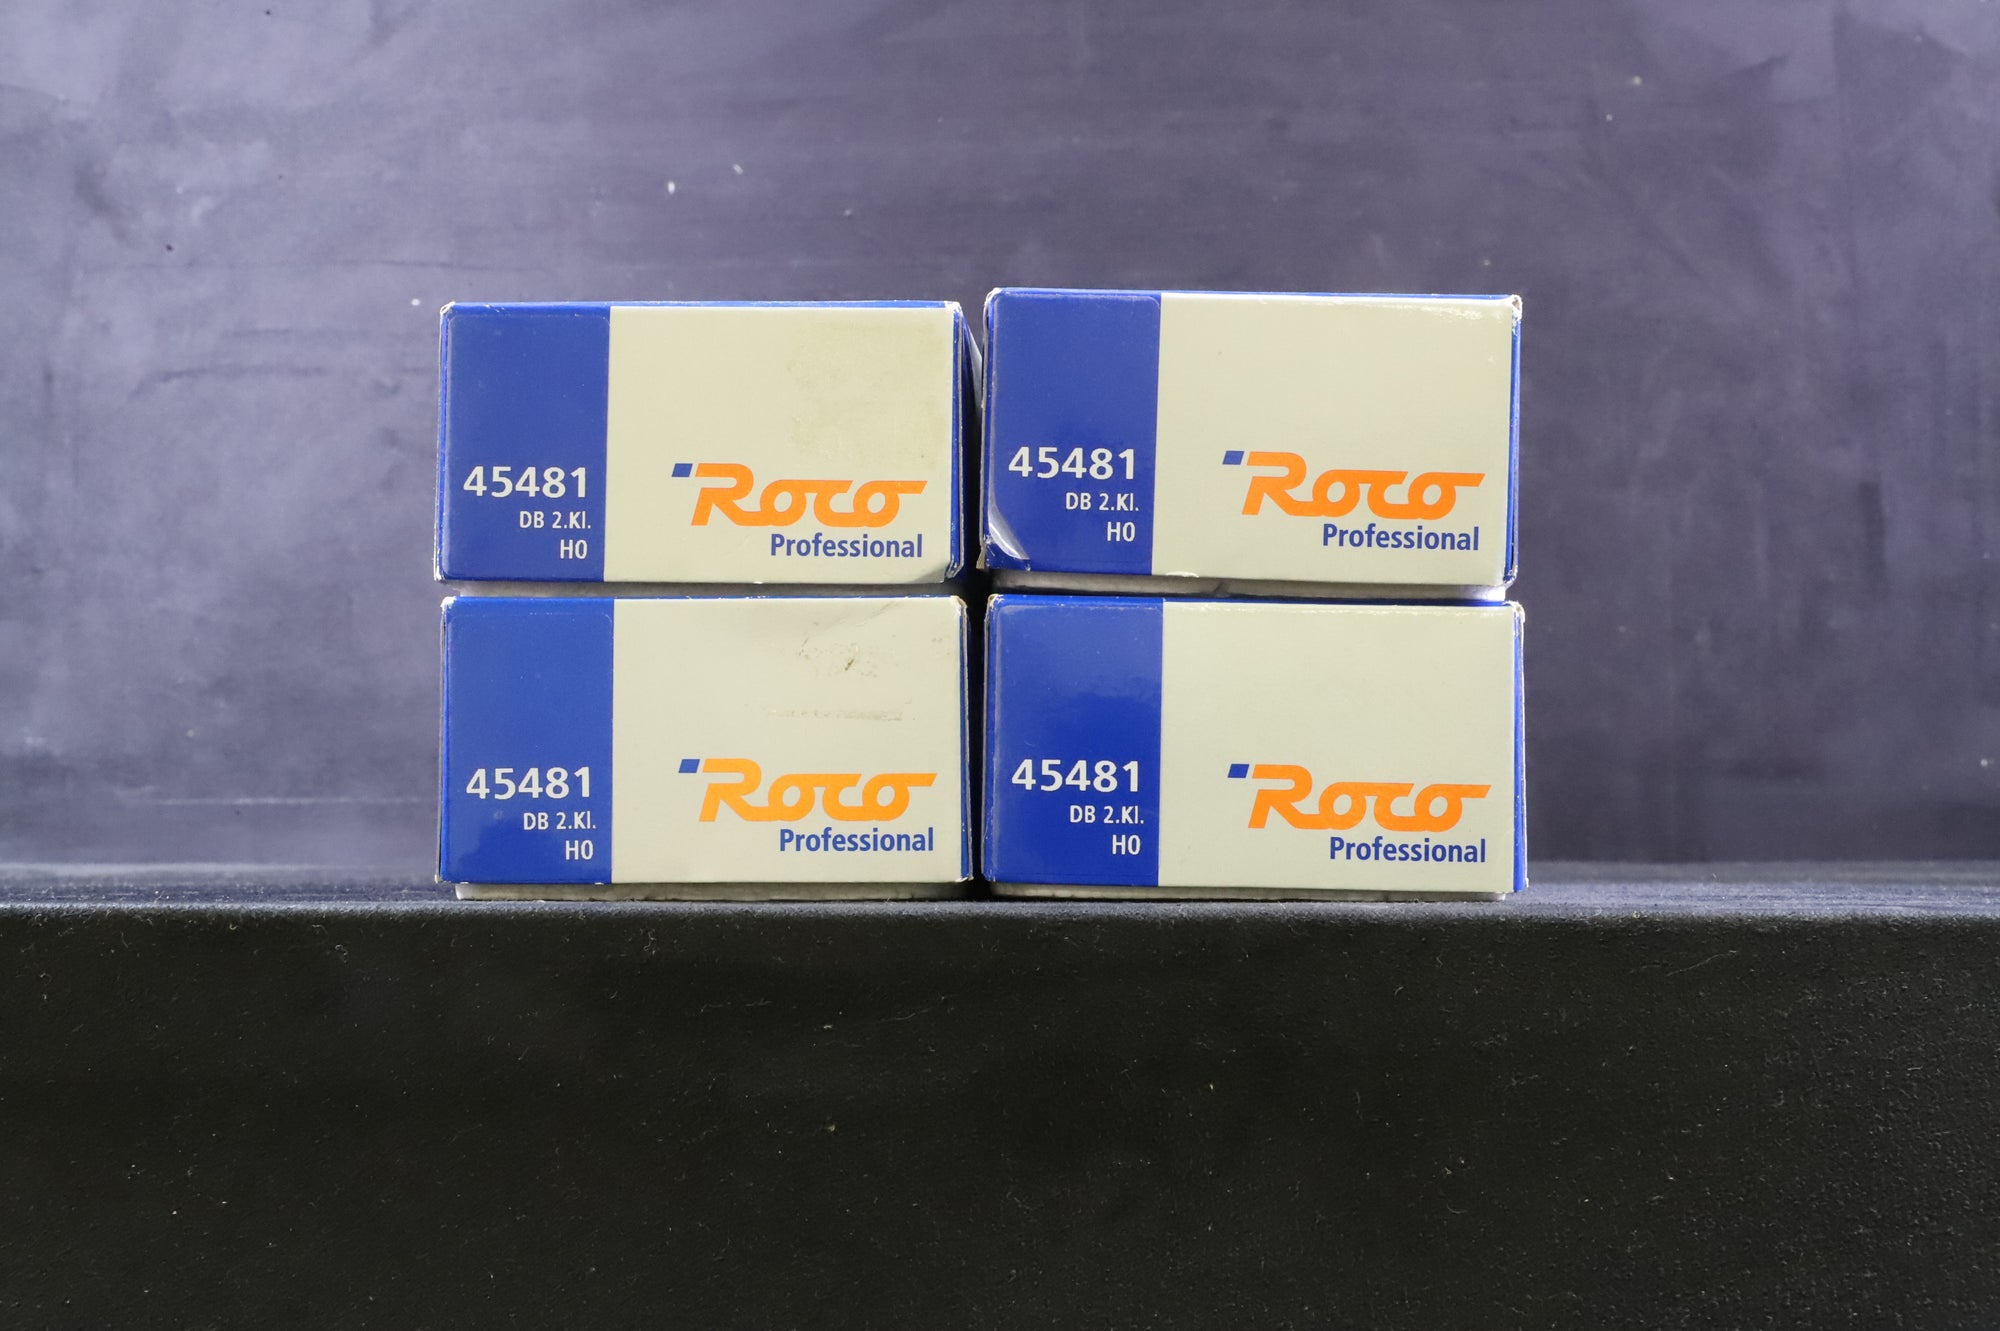 45481
DB 2.Kl.
H0
Roco
Professional
45481
DB 2.Kl.
H0
Roco
Professional
45481
DB 2.Kl.
H0
Roco
Professional
45481
DB 2.Kl.
H0
Roco
Professional